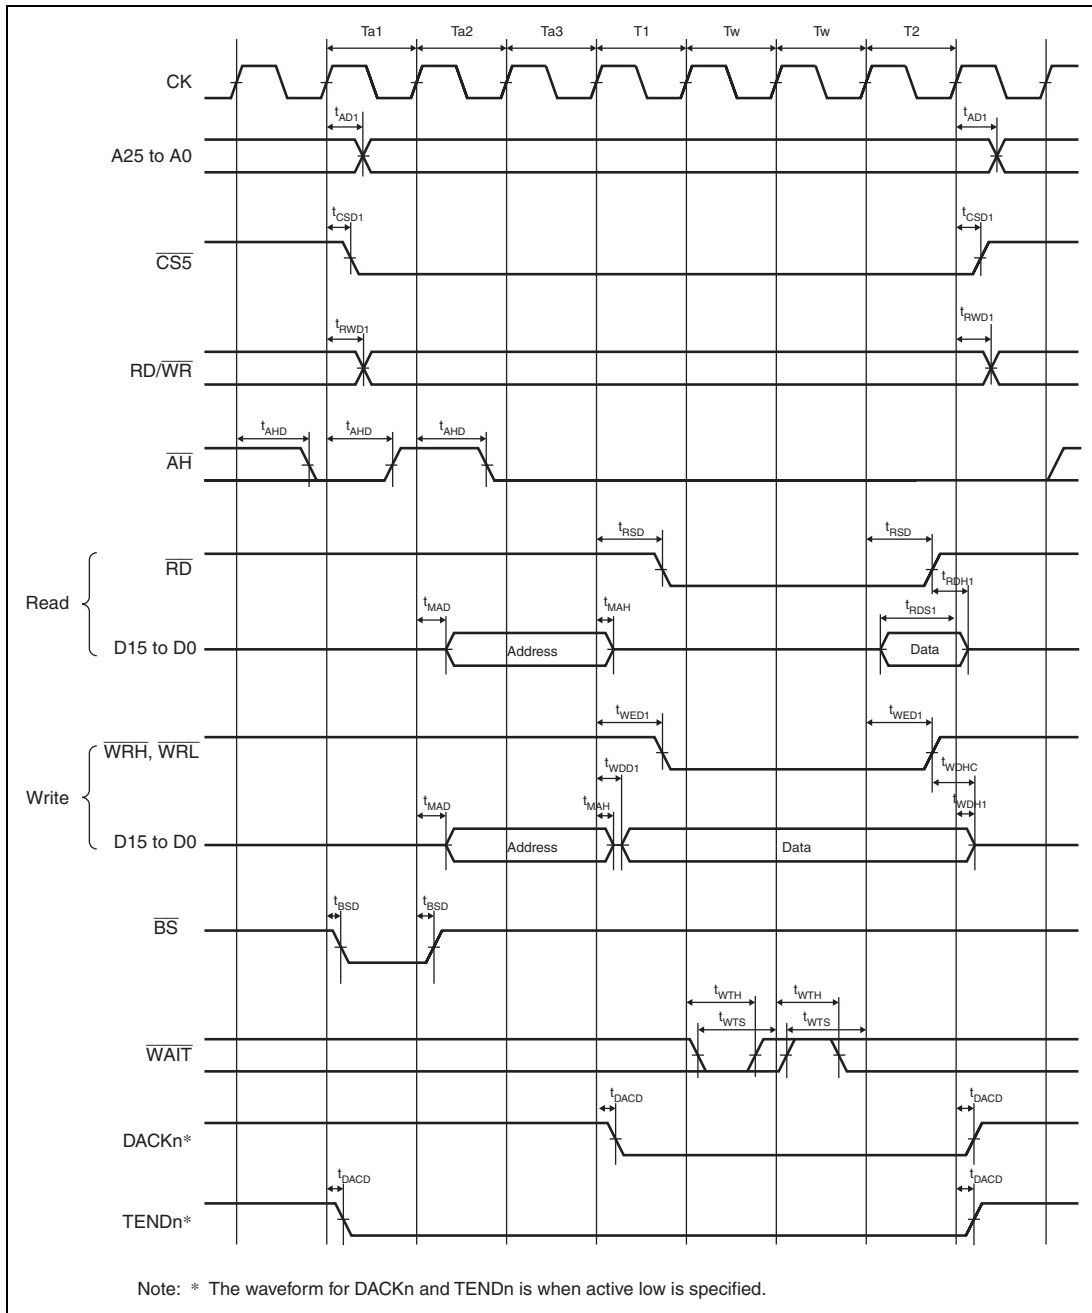 Ta1 Ta2 Ta3 T1 Tw Tw T2
CK
tAD1 tAD1
A25 to A0
tCSD1 tCSD1
CS5
tRWD1 tRWD1
RD/WR
tAHD tAHD tAHD
AH
tRSD tRSD
RD
tRDH1
Read
tMAD tMAH tRDS1
D15 to D0 Address Data
tWED1 tWED1
WRH, WRL
tWDD1 tWDHC
Write
tMAD tMAH tWDH1
D15 to D0 Address Data
tBSD tBSD
BS
tWTH tWTH
tWTS tWTS
WAIT
tDACD tDACD
DACKn*
tDACD tDACD
TENDn*
Note: * The waveform for DACKn and TENDn is when active low is specified.